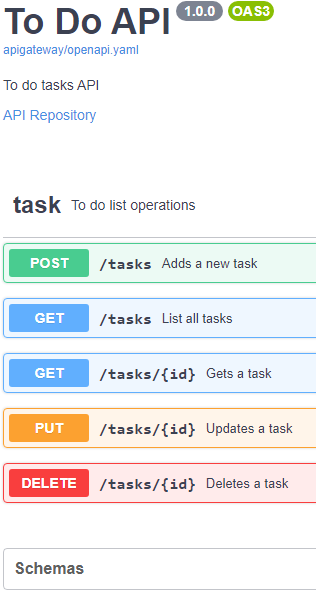 To Do API 1.0.0 OAS3
apigateway/openapi.yaml
To do tasks API
API Repository
task To do list operations
POST /tasks Adds a new task
GET /tasks List all tasks
GET /tasks/{id} Gets a task
PUT /tasks/{id} Updates a task
DELETE /tasks/{id} Deletes a task
Schemas